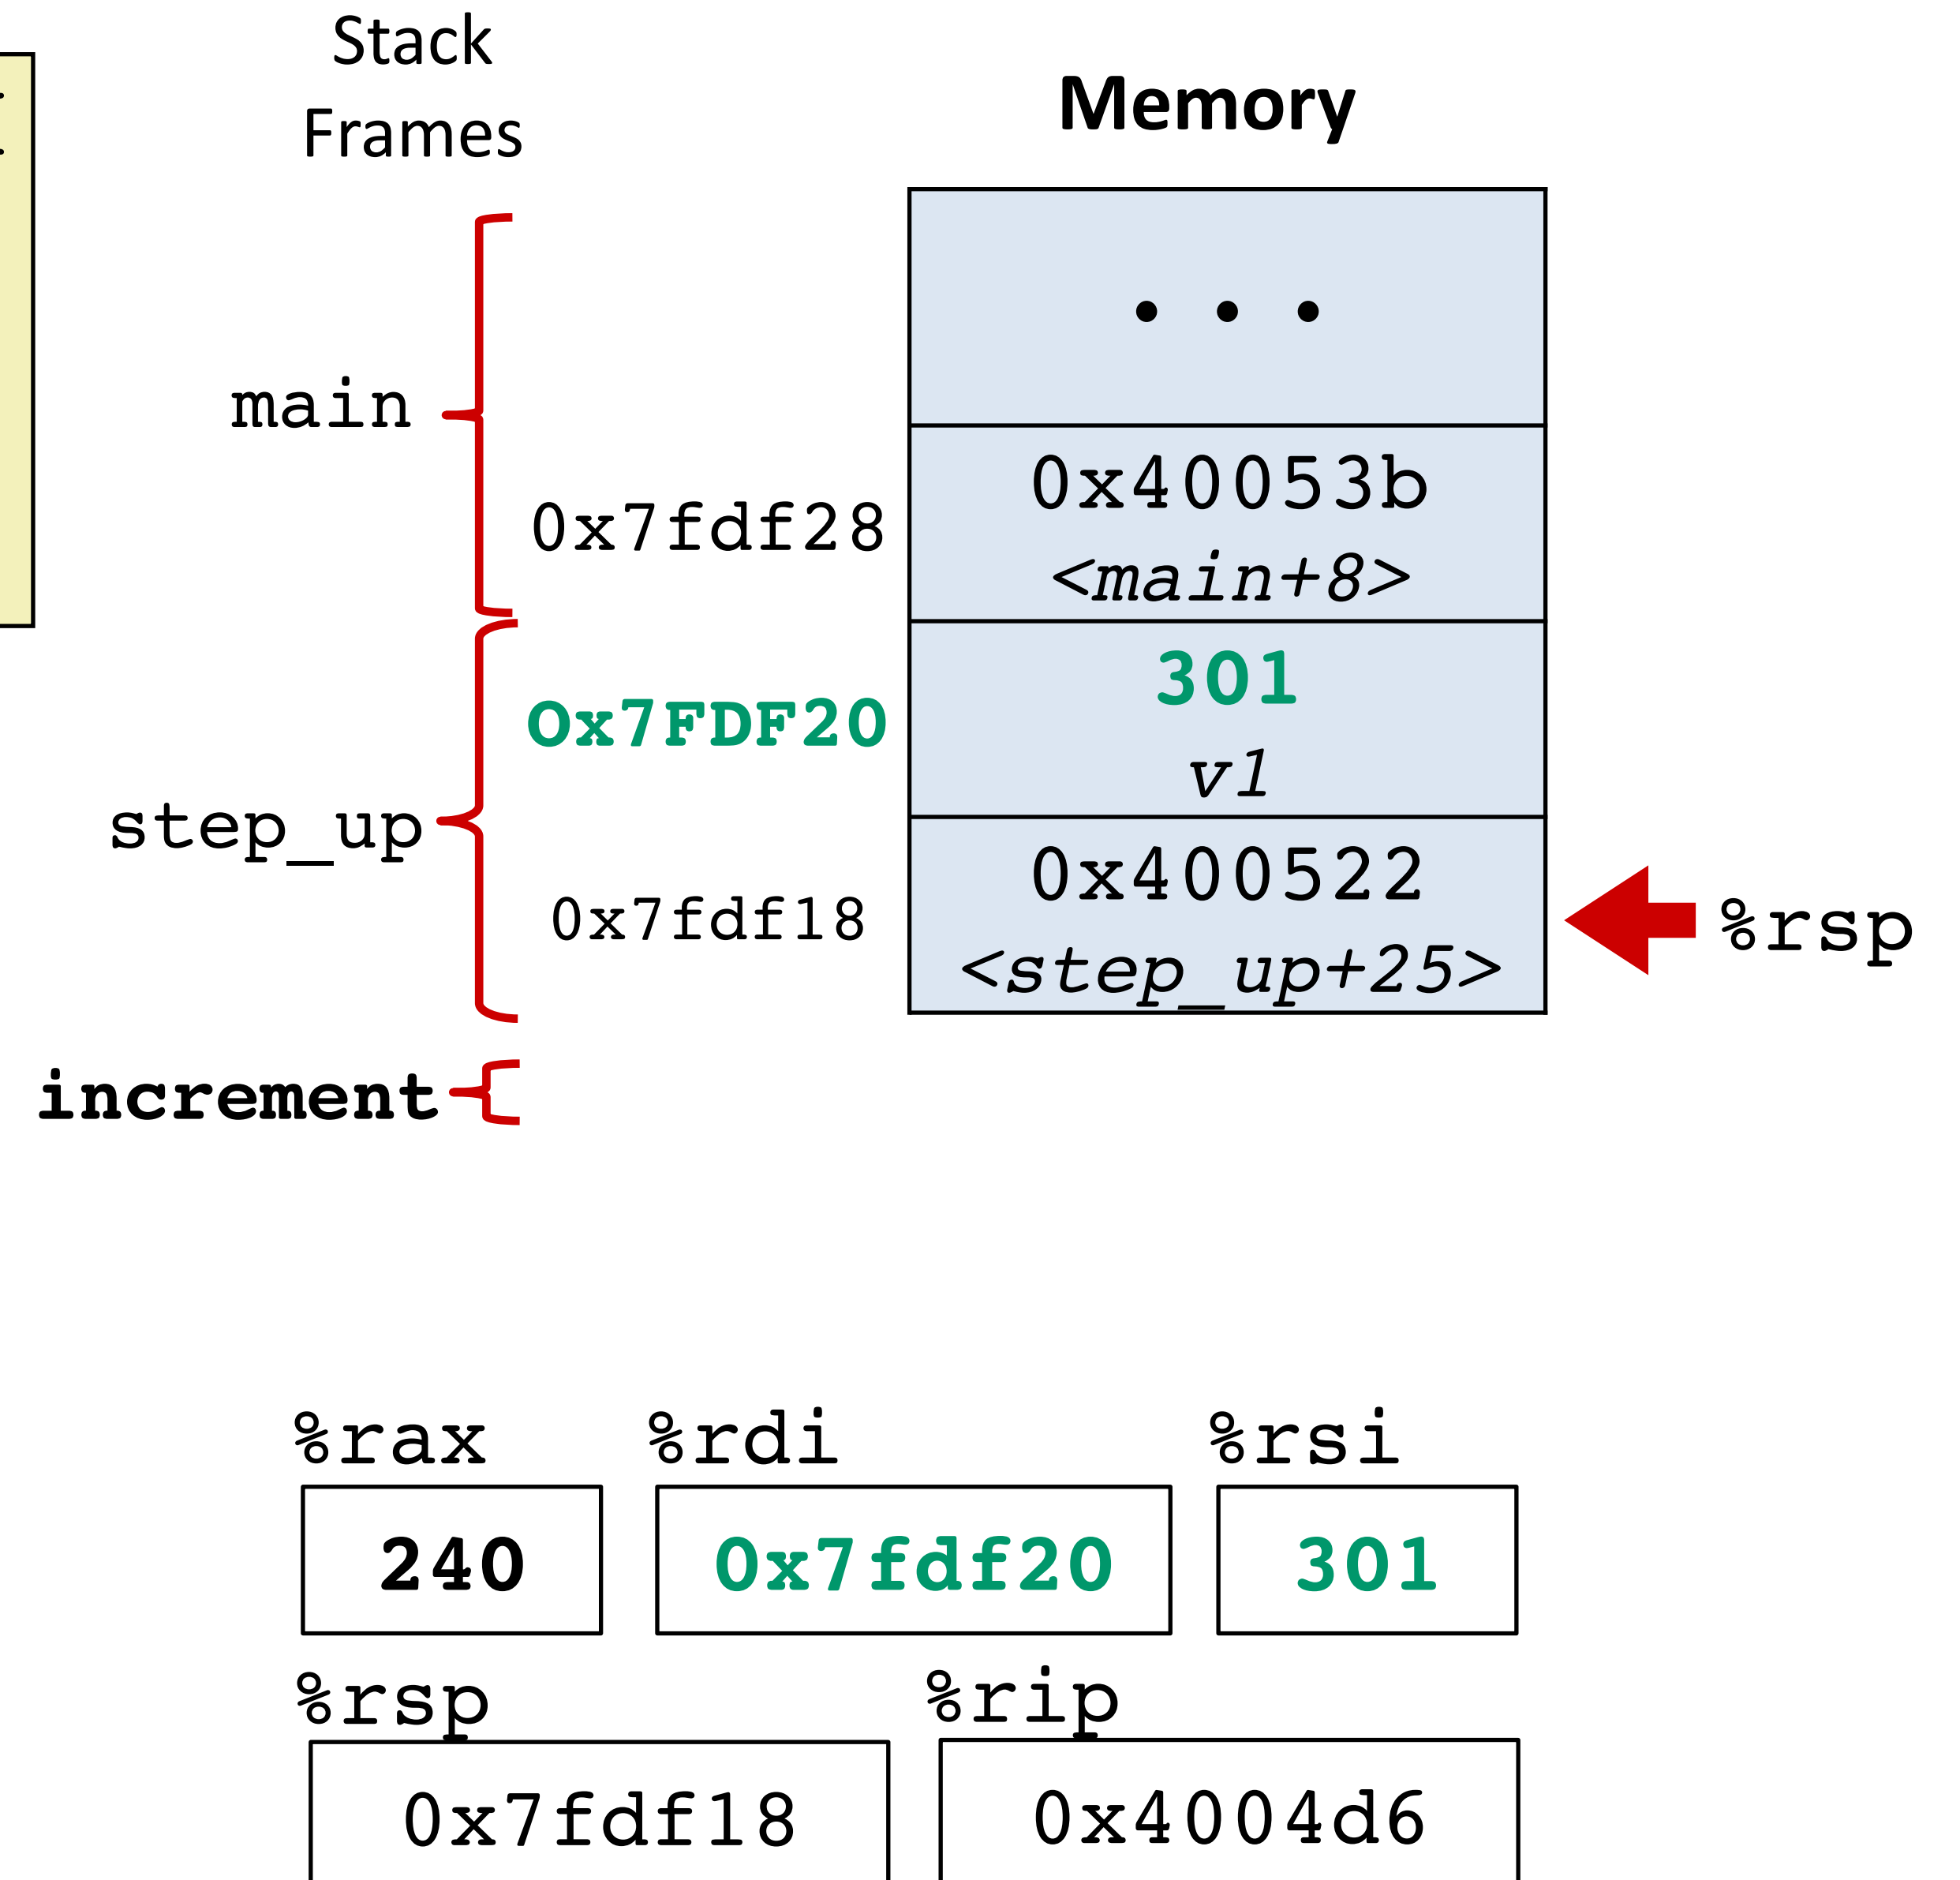 Stack
Frames
Memory
• • •
main
0x40053b
0x7fdf28
<main+8>
301
0x7FDF20
v1
step_up
0x400522
0x7fdf18
%rsp
<step_up+25>
increment
%rax %rdi %rsi
240 0x7fdf20 301
%rsp %rip
0x7fdf18 0x4004d6